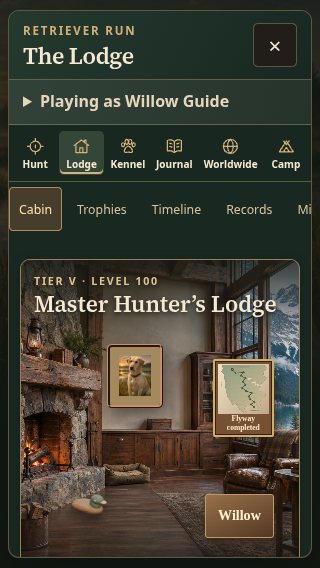 RETRIEVER RUN
The Lodge
×
▶ Playing as Willow Guide
Hunt Lodge Kennel Journal Worldwide Camp
Cabin Trophies Timeline Records Mi
TIER V · LEVEL 100
Master Hunter’s Lodge
Flyway
completed
Willow